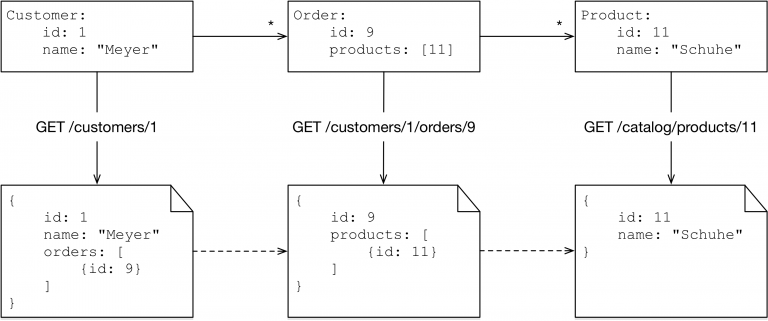 Customer:
id: 1
name: "Meyer"
*
Order:
id: 9
products: [11]
*
Product:
id: 11
name: "Schuhe"
GET /customers/1
GET /customers/1/orders/9
GET /catalog/products/11
{
id: 1
name: "Meyer"
orders: [
{id: 9}
]
}
{
id: 9
products: [
{id: 11}
]
}
{
id: 11
name: "Schuhe"
}